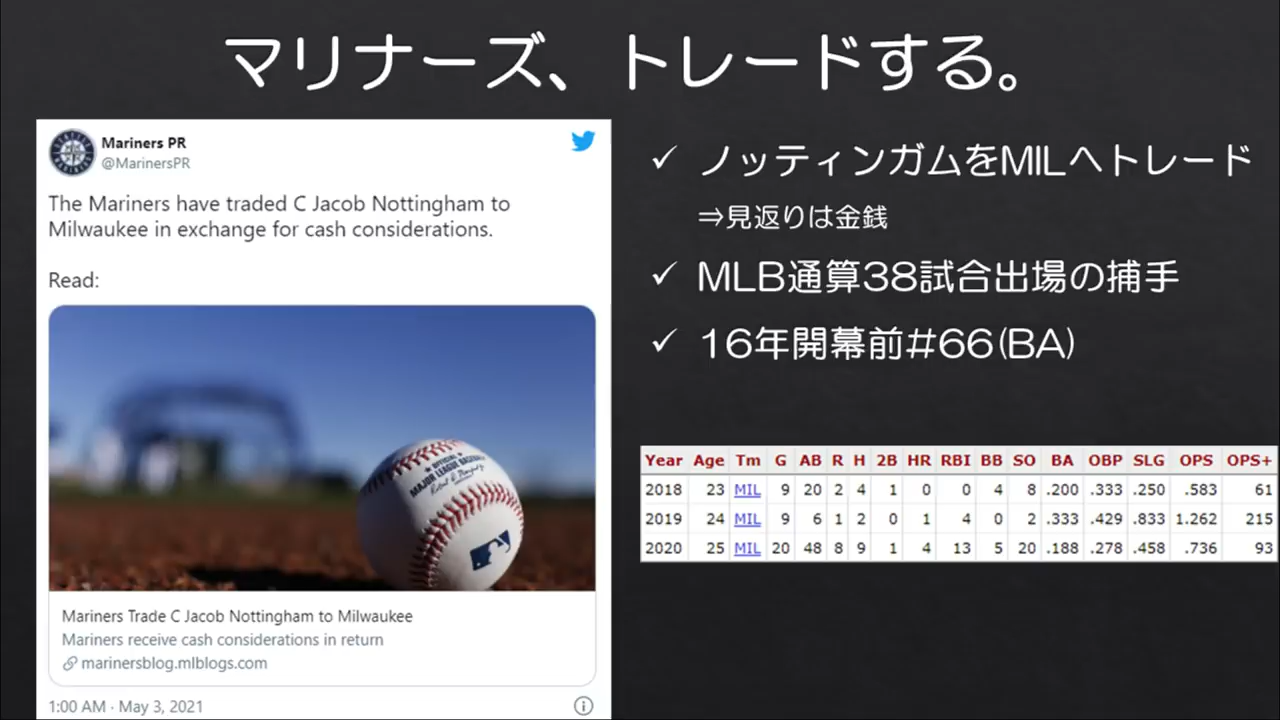 マリナーズ、トレードする。
Mariners PR
@MarinersPR
The Mariners have traded C Jacob Nottingham to
Milwaukee in exchange for cash considerations.
Read:
OFFICIAL
MAJOR LEAGUE BASEBALL
Mariners Trade C Jacob Nottingham to Milwaukee
Mariners receive cash considerations in return
marinersblog.mlblogs.com
1:00 AM · May 3, 2021
✓ ノッティンガムをMILへトレード
⇒見返りは金銭
✓ MLB通算38試合出場の捕手
✓ 16年開幕前#66(BA)
Year Age Tm G AB R H 2B HR RBI BB SO BA OBP SLG OPS OPS+
2018 23 MIL 9 20 2 4 1 0 0 4 8 .200 .333 .250 .583 61
2019 24 MIL 9 6 1 2 0 1 4 0 2 .333 .429 .833 1.262 215
2020 25 MIL 20 48 8 9 1 4 13 5 20 .188 .278 .458 .736 93